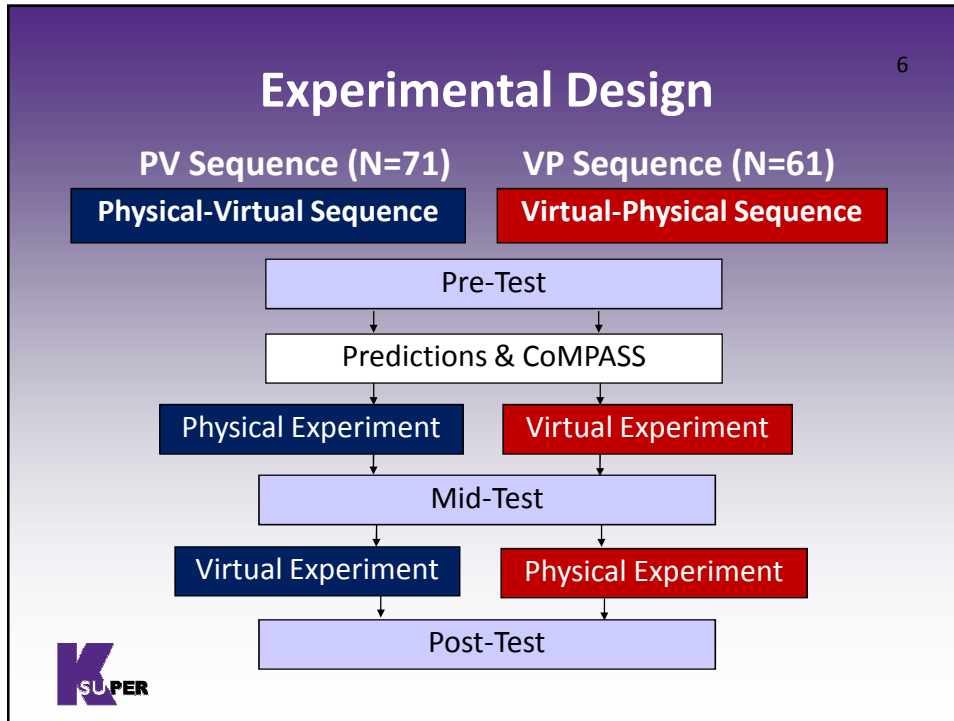 6
Experimental Design
PV Sequence (N=71) VP Sequence (N=61)
Physical-Virtual Sequence Virtual-Physical Sequence
Pre-Test
Predictions & CoMPASS
Physical Experiment Virtual Experiment
Mid-Test
Virtual Experiment Physical Experiment
Post-Test
KSUPER